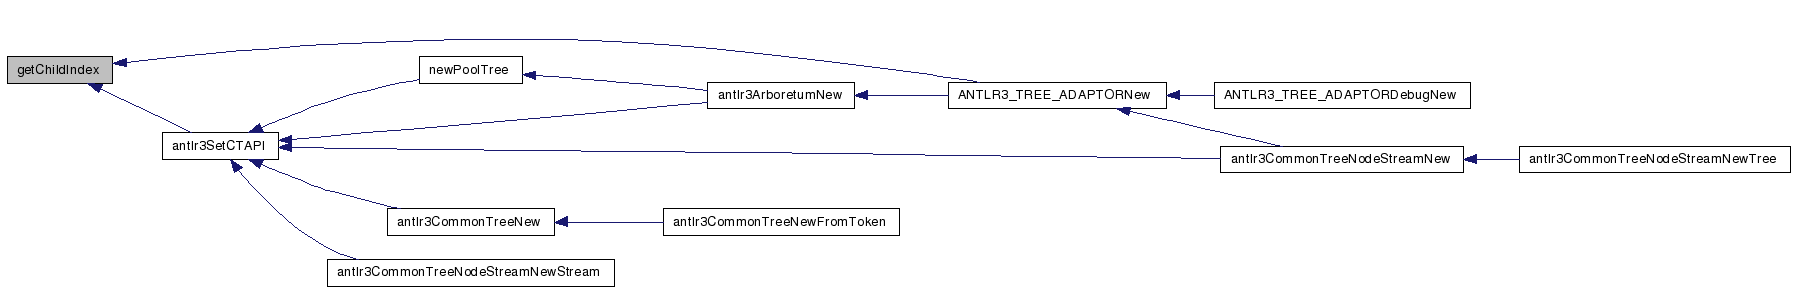 getChildIndex
newPoolTree
antlr3ArboretumNew
ANTLR3_TREE_ADAPTORNew
ANTLR3_TREE_ADAPTORDebugNew
antlr3SetCTAPI
antlr3CommonTreeNodeStreamNew
antlr3CommonTreeNodeStreamNewTree
antlr3CommonTreeNew
antlr3CommonTreeNewFromToken
antlr3CommonTreeNodeStreamNewStream